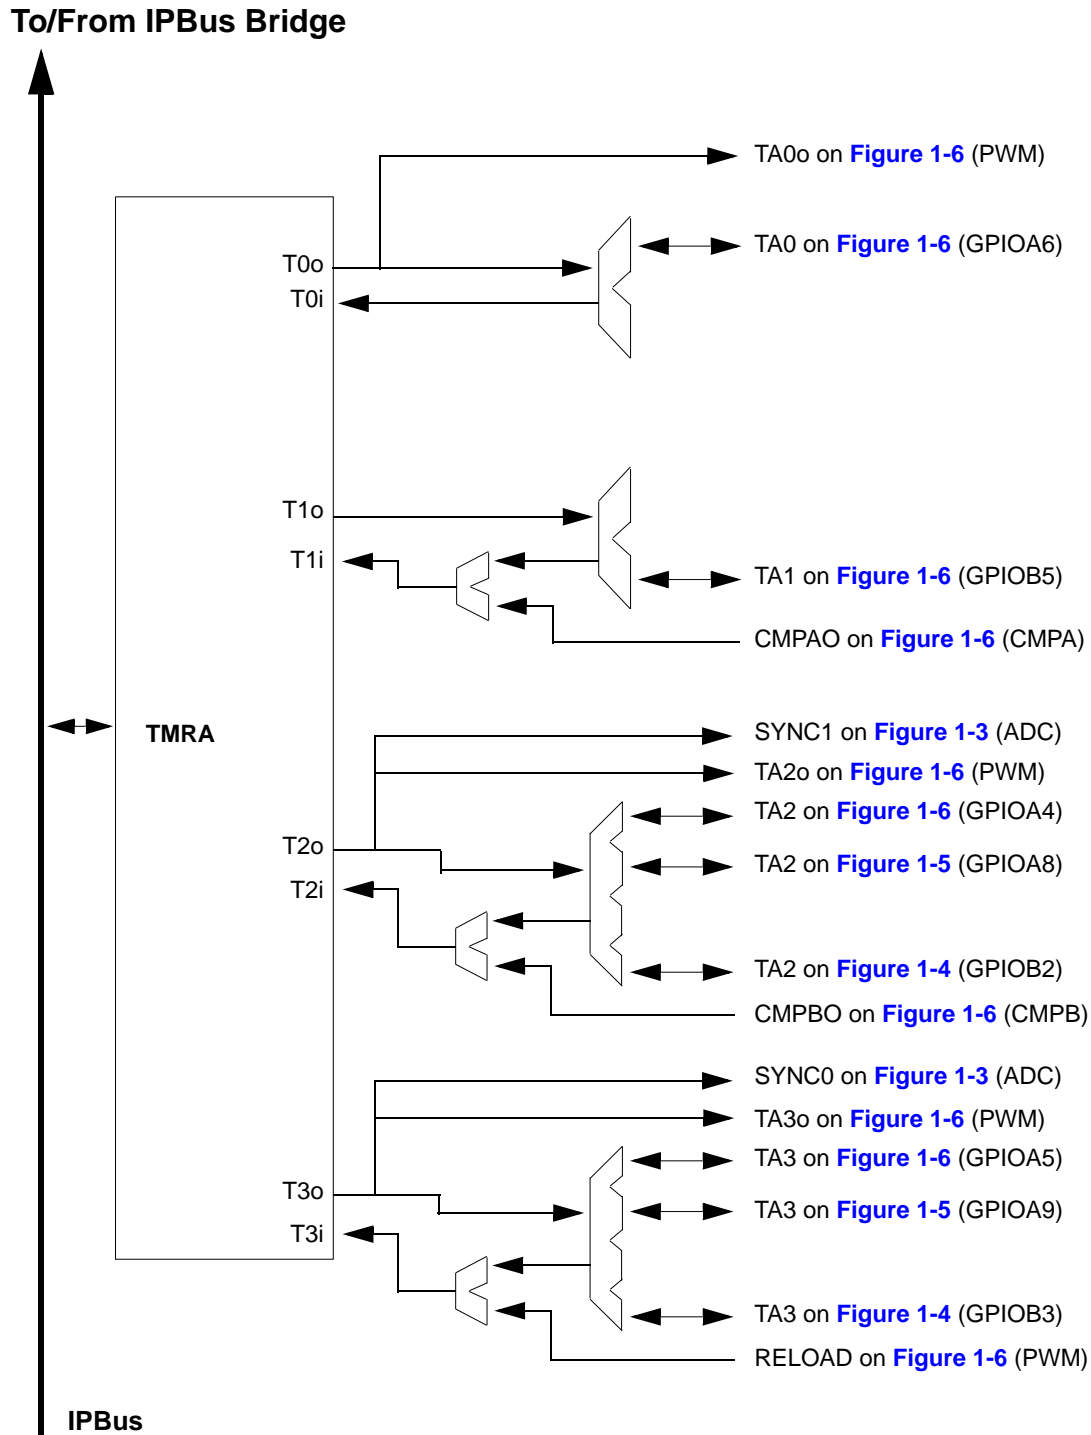 To/From IPBus Bridge
TA0o on Figure 1-6 (PWM)
TA0 on Figure 1-6 (GPIOA6)
T0o
T0i
T1o
T1i
TA1 on Figure 1-6 (GPIOB5)
CMPAO on Figure 1-6 (CMPA)
TMRA
SYNC1 on Figure 1-3 (ADC)
TA2o on Figure 1-6 (PWM)
TA2 on Figure 1-6 (GPIOA4)
T2o
TA2 on Figure 1-5 (GPIOA8)
T2i
TA2 on Figure 1-4 (GPIOB2)
CMPBO on Figure 1-6 (CMPB)
SYNC0 on Figure 1-3 (ADC)
TA3o on Figure 1-6 (PWM)
TA3 on Figure 1-6 (GPIOA5)
T3o
TA3 on Figure 1-5 (GPIOA9)
T3i
TA3 on Figure 1-4 (GPIOB3)
RELOAD on Figure 1-6 (PWM)
IPBus